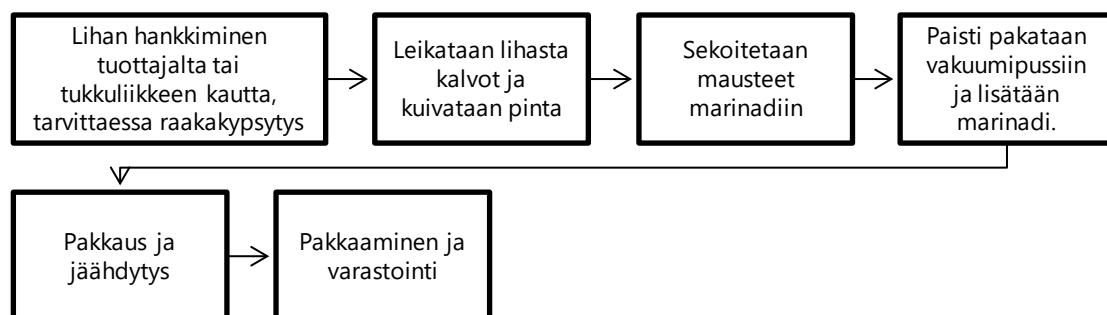 Lihan hankkiminen
tuottajalta tai
tukkuliikkeen kautta,
tarvittaessa raakakypsytys
Leikataan lihasta
kalvot ja
kuivataan pinta
Sekoitetaan
mausteet
marinadiin
Paisti pakataan
vakuumipussiin
ja lisätään
marinadi.
Pakkaus ja
jäähdytys
Pakkaaminen ja
varastointi